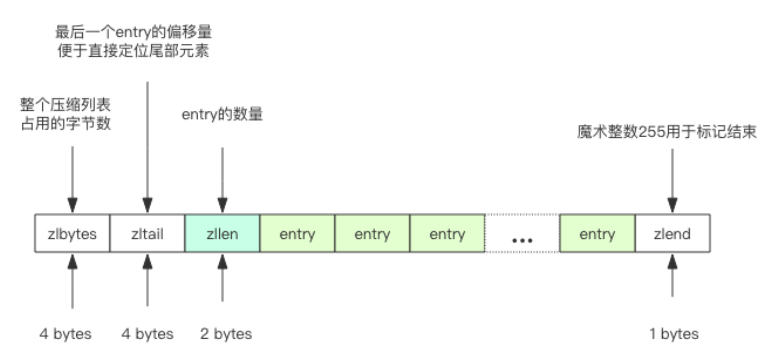 最后一个entry的偏移量
便于直接定位尾部元素
整个压缩列表
占用的字节数
entry的数量
魔术整数255用于标记结束
zlbytes zltail zllen entry entry entry ... entry zlend
4 bytes 4 bytes 2 bytes 1 bytes